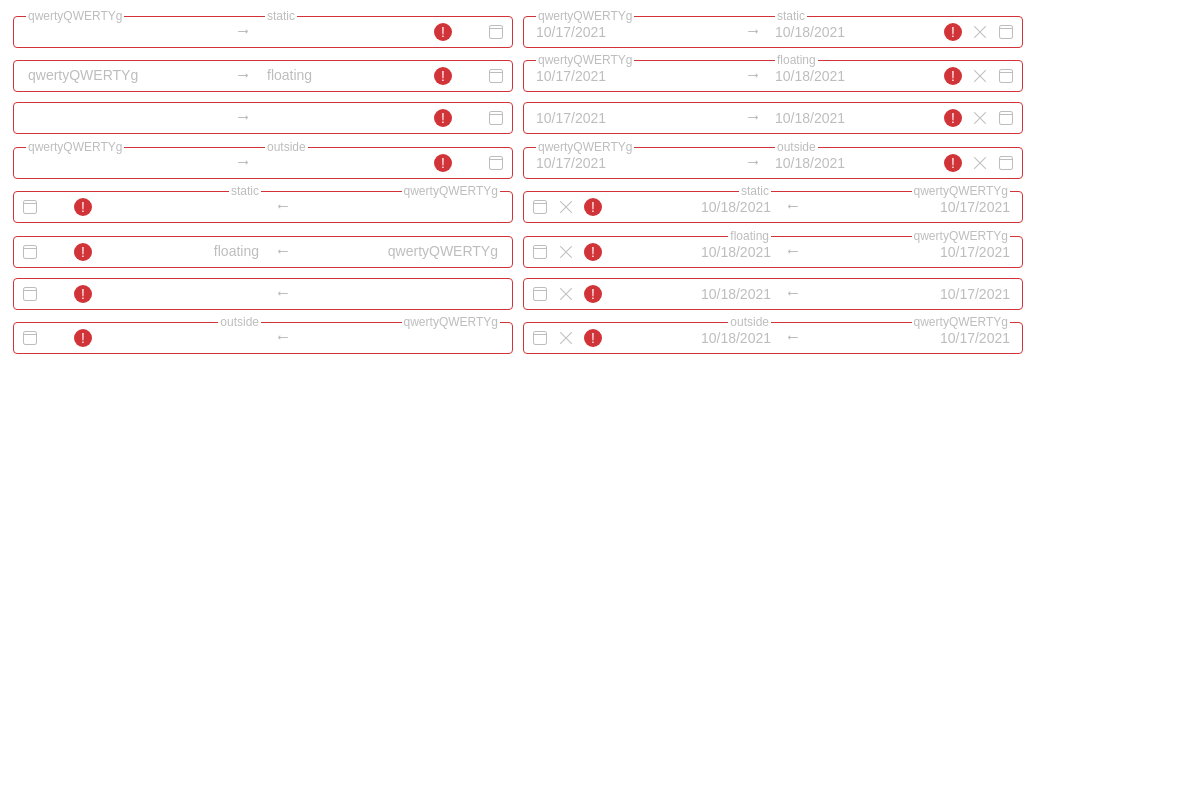 qwertyQWERTYg static qwertyQWERTYg static
→ ! 10/17/2021 → 10/18/2021 !
qwertyQWERTYg floating
qwertyQWERTYg → floating ! 10/17/2021 → 10/18/2021 !
→ ! 10/17/2021 → 10/18/2021 !
qwertyQWERTYg outside qwertyQWERTYg outside
→ ! 10/17/2021 → 10/18/2021 !
static qwertyQWERTYg static qwertyQWERTYg
! ← ! 10/18/2021 ← 10/17/2021
floating qwertyQWERTYg
! floating ← qwertyQWERTYg ! 10/18/2021 ← 10/17/2021
! ← ! 10/18/2021 ← 10/17/2021
outside qwertyQWERTYg outside qwertyQWERTYg
! ← ! 10/18/2021 ← 10/17/2021